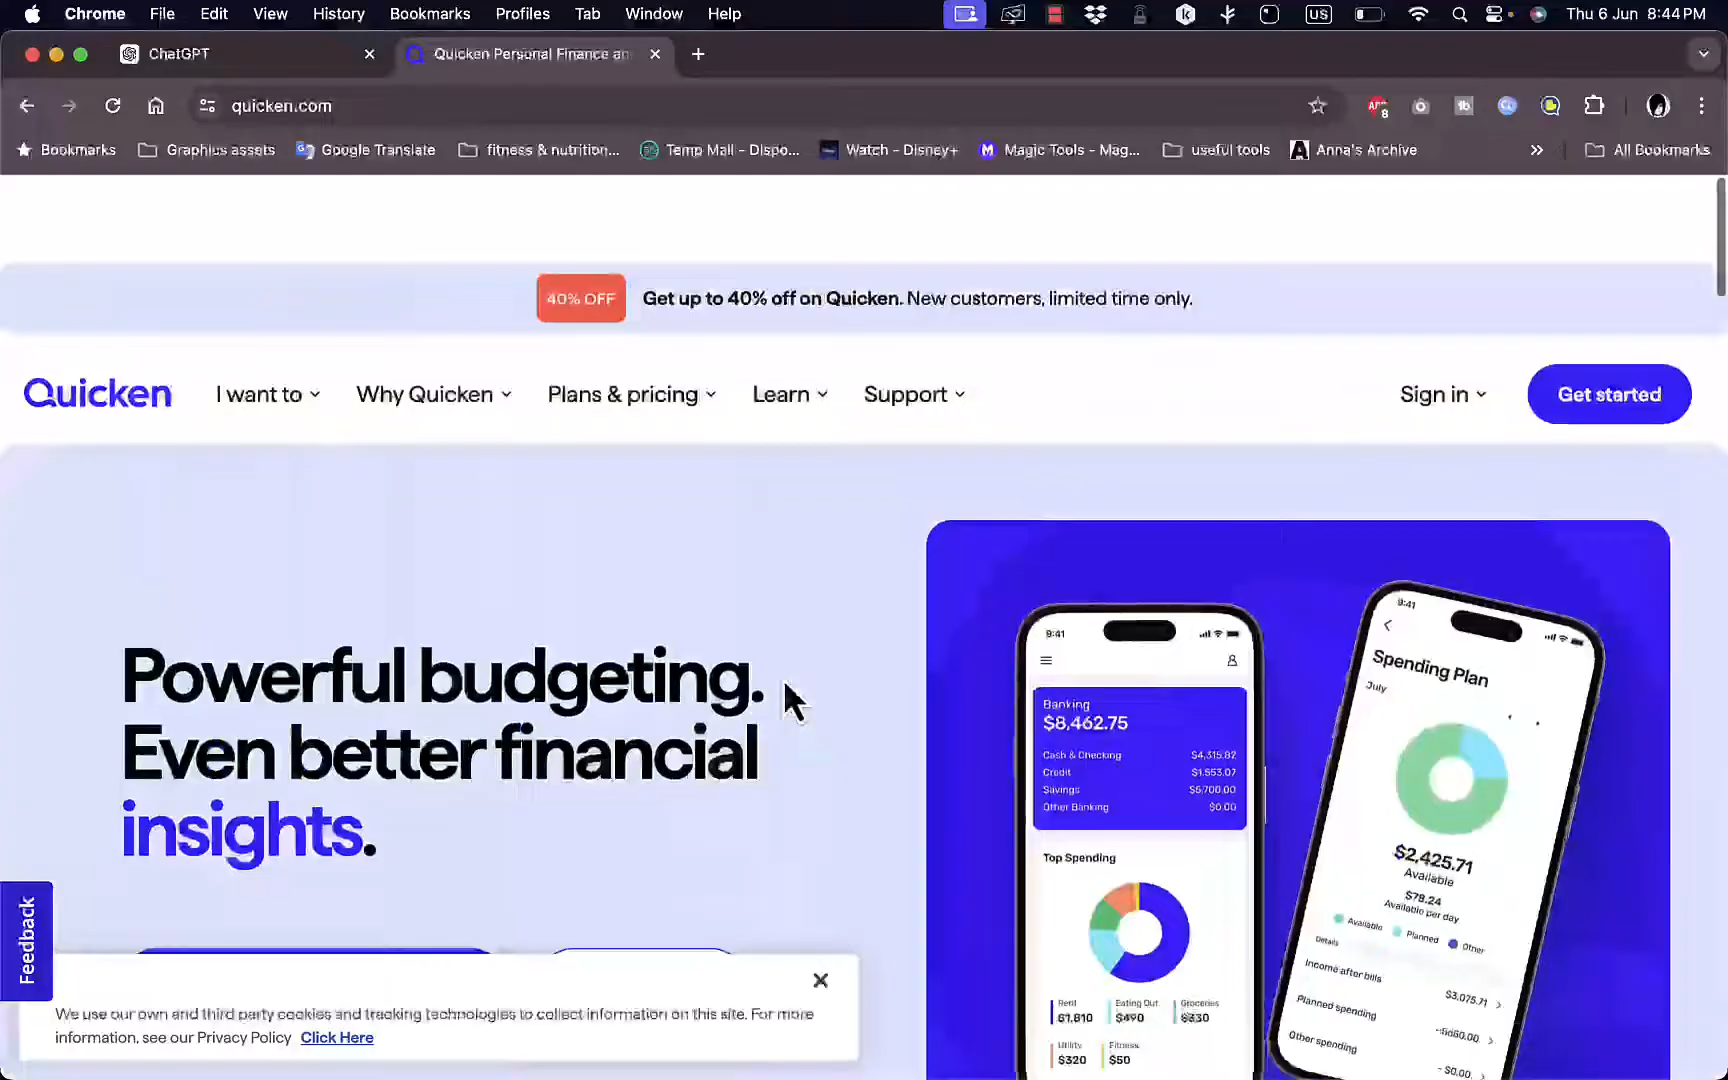 Chrome File Edit View History Bookmarks Profiles Tab Window Help US Thu 6 Jun 8:44 PM
ChatGPT Quicken Personal Finance an
quicken.com
Bookmarks Graphius assets Google Translate fitness & nutrition... Temp Mail - Dispo... Watch - Disney+ Magic Tools - Mag... useful tools Anna's Archive » All Bookmarks
40% OFF Get up to 40% off on Quicken. New customers, limited time only.
Quicken I want to Why Quicken Plans & pricing Learn Support Sign in Get started
Powerful budgeting.
Even better financial
insights.
Feedback
We use our own and third party cookies and tracking technologies to collect information on this site. For more
information, see our Privacy Policy Click Here
9:41
Banking
$8,462.75
Cash & Checking $4,315.82
Credit $1,553.07
Savings $5,700.00
Other Banking $0.00
Top Spending
Rent Eating Out Groceries
$1,810 $490 $330
Utility Fitness
$320 $50
9:41
Spending Plan
July
$2,425.71
Available
$78.24
Available per day
Available Planned Other
Details
Income after bills $3,075.71
Planned spending
Other spending - $0.00